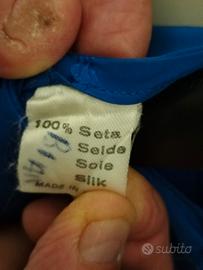 100% Seta
Seide
Soie
Silk
MADE IN
subito